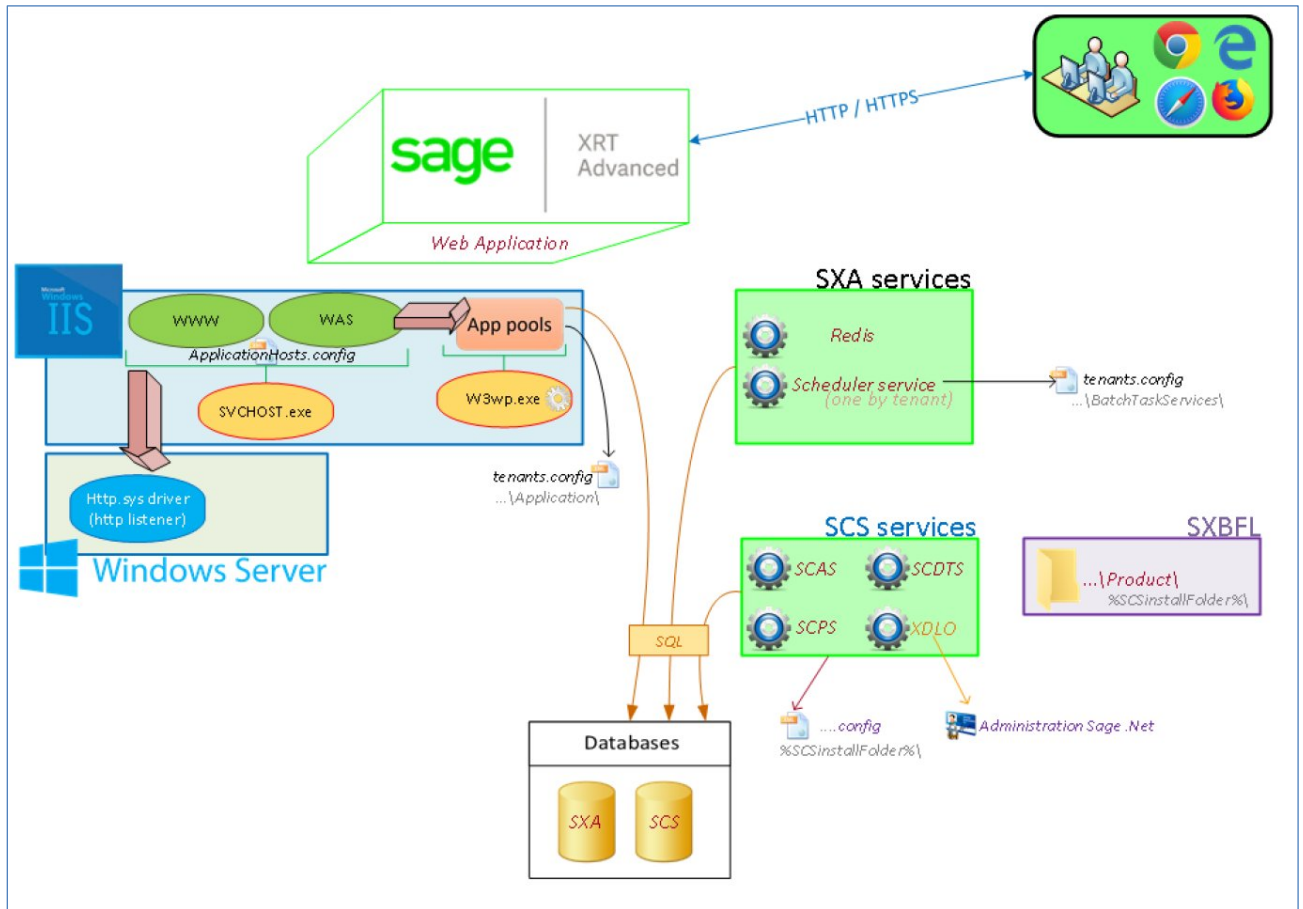 HTTP / HTTPS
sage
XRT
Advanced
Web Application
Microsoft
Windows
IIS
WWW
WAS
App pools
ApplicationHosts.config
SVCHOST.exe
W3wp.exe
tenants.config
...\Application\
Http.sys driver
(http listener)
Windows Server
SXA services
Redis
Scheduler service
(one by tenant)
tenants.config
...\BatchTaskServices\
SCS services
SCAS
SCDTS
SCPS
XDLO
SXBFL
...\Product\
%SCSinstallFolder%\
SQL
....config
%SCSinstallFolder%\
Administration Sage .Net
Databases
SXA
SCS